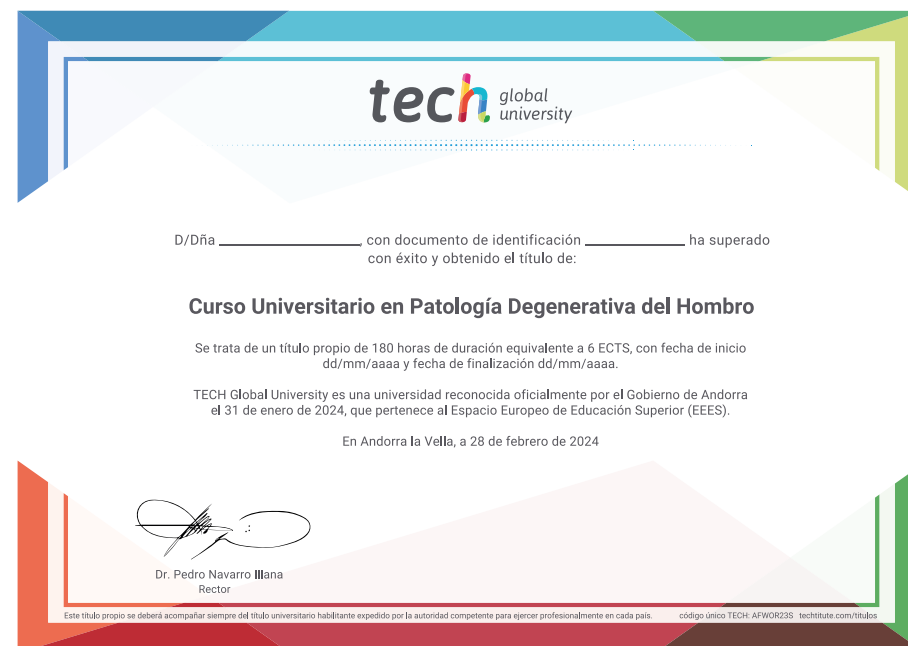 tech global university
D/Dña ____________________, con documento de identificación ______________ ha superado
con éxito y obtenido el título de:
Curso Universitario en Patología Degenerativa del Hombro
Se trata de un título propio de 180 horas de duración equivalente a 6 ECTS, con fecha de inicio
dd/mm/aaaa y fecha de finalización dd/mm/aaaa.
TECH Global University es una universidad reconocida oficialmente por el Gobierno de Andorra
el 31 de enero de 2024, que pertenece al Espacio Europeo de Educación Superior (EEES).
En Andorra la Vella, a 28 de febrero de 2024
Dr. Pedro Navarro Illana
Rector
Este título propio se deberá acompañar siempre del título universitario habilitante expedido por la autoridad competente para ejercer profesionalmente en cada país. código único TECH: AFWOR23S techtitute.com/titulos